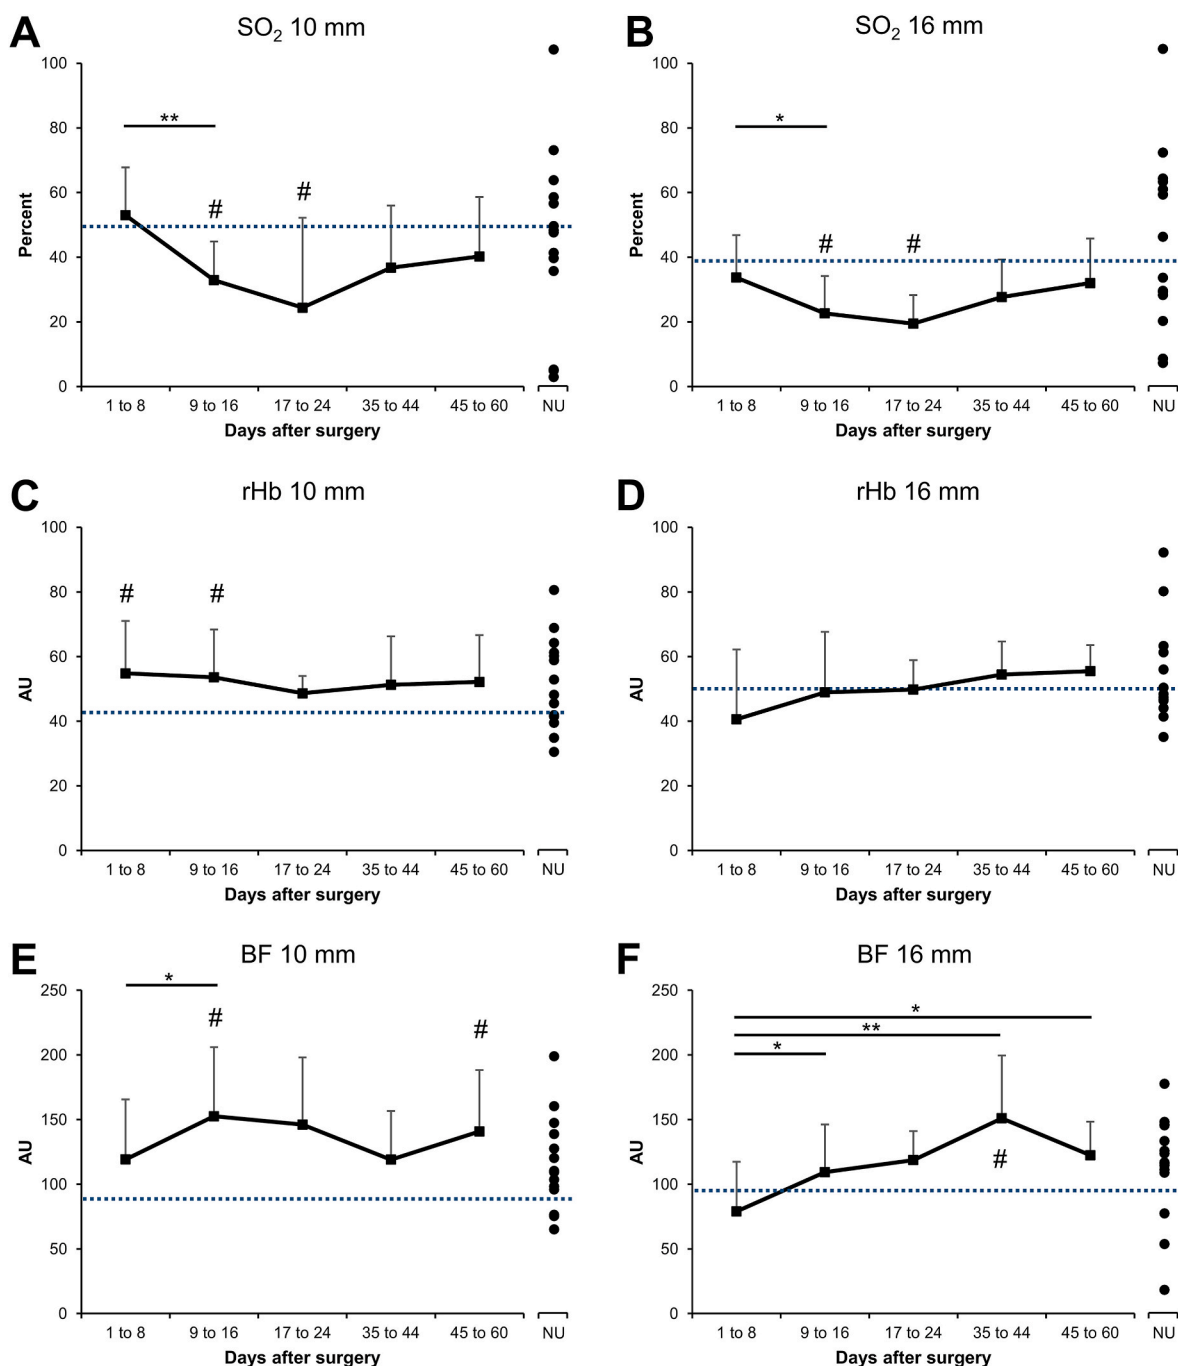 A
SO₂ 10 mm
100
80
60
40
20
0
Percent
**
#
#
1 to 8
9 to 16
17 to 24
35 to 44
45 to 60
NU
Days after surgery
B
SO₂ 16 mm
100
80
60
40
20
0
Percent
*
#
#
1 to 8
9 to 16
17 to 24
35 to 44
45 to 60
NU
Days after surgery
C
rHb 10 mm
100
80
60
40
20
0
AU
#
#
1 to 8
9 to 16
17 to 24
35 to 44
45 to 60
NU
Days after surgery
D
rHb 16 mm
100
80
60
40
20
0
AU
1 to 8
9 to 16
17 to 24
35 to 44
45 to 60
NU
Days after surgery
E
BF 10 mm
250
200
150
100
50
0
AU
*
#
#
1 to 8
9 to 16
17 to 24
35 to 44
45 to 60
NU
Days after surgery
F
BF 16 mm
250
200
150
100
50
0
AU
*
**
*
#
1 to 8
9 to 16
17 to 24
35 to 44
45 to 60
NU
Days after surgery